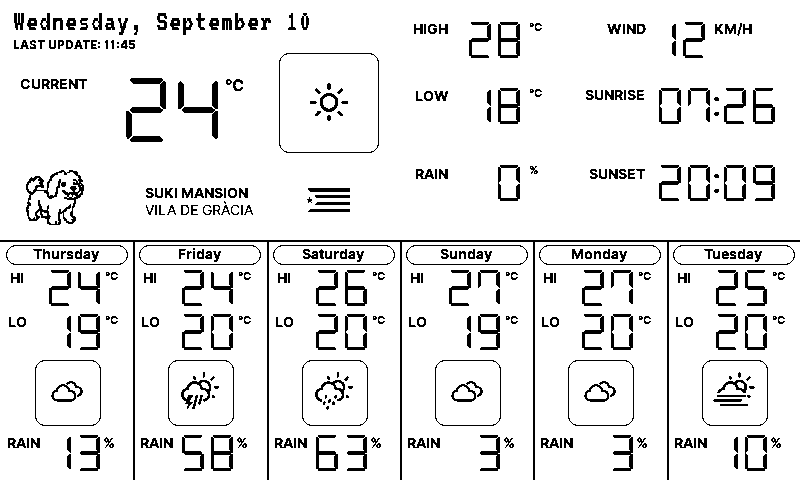 Wednesday, September 10
LAST UPDATE: 11:45
CURRENT 24 °C
SUKI MANSION
VILA DE GRÀCIA
HIGH 28 °C
WIND 12 KM/H
LOW 18 °C
SUNRISE 07:26
RAIN 0 %
SUNSET 20:09
Thursday
HI 24 °C
LO 19 °C
RAIN 13 %
Friday
HI 24 °C
LO 20 °C
RAIN 58 %
Saturday
HI 26 °C
LO 20 °C
RAIN 63 %
Sunday
HI 27 °C
LO 19 °C
RAIN 3 %
Monday
HI 27 °C
LO 20 °C
RAIN 3 %
Tuesday
HI 25 °C
LO 20 °C
RAIN 10 %